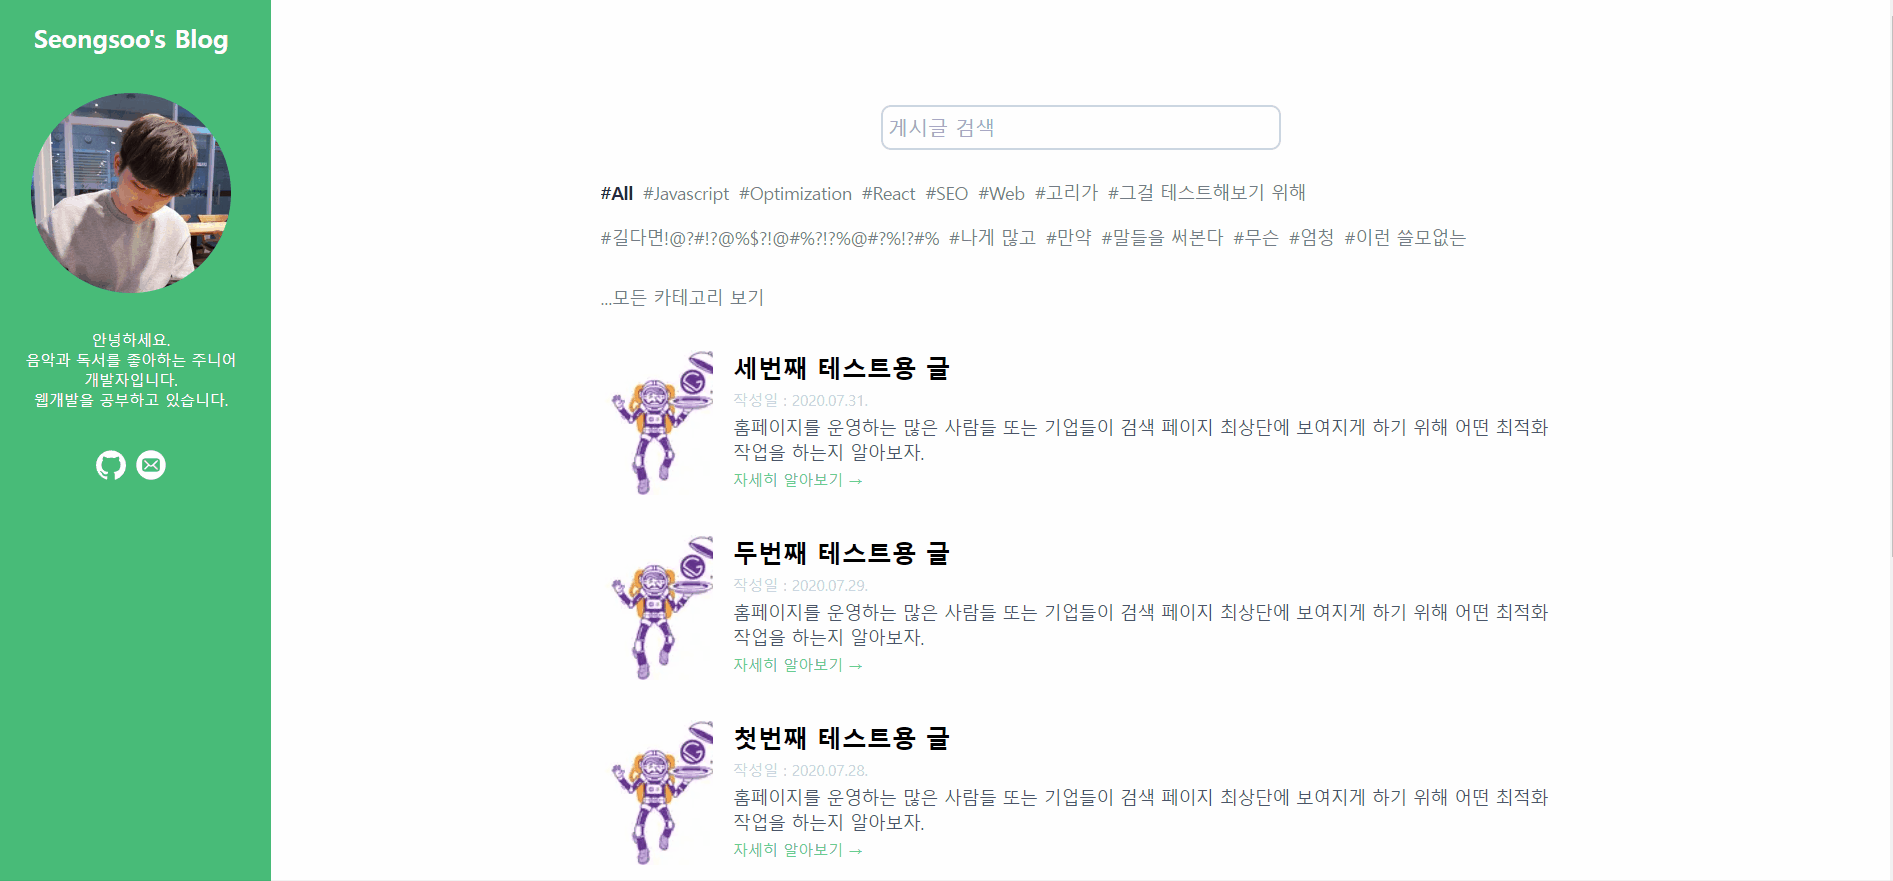 Seongsoo's Blog
안녕하세요.
음악과 독서를 좋아하는 주니어
개발자입니다.
웹개발을 공부하고 있습니다.
게시글 검색
#All #Javascript #Optimization #React #SEO #Web #고리가 #그걸 테스트해보기 위해
#길다면!@?#!?@%$?!@#%?!?%@#?%!?#% #나게 많고 #만약 #말들을 써본다 #무슨 #엄청 #이런 쓸모없는
...모든 카테고리 보기
세번째 테스트용 글
작성일 : 2020.07.31.
홈페이지를 운영하는 많은 사람들 또는 기업들이 검색 페이지 최상단에 보여지게 하기 위해 어떤 최적화
작업을 하는지 알아보자.
자세히 알아보기 →
두번째 테스트용 글
작성일 : 2020.07.29.
홈페이지를 운영하는 많은 사람들 또는 기업들이 검색 페이지 최상단에 보여지게 하기 위해 어떤 최적화
작업을 하는지 알아보자.
자세히 알아보기 →
첫번째 테스트용 글
작성일 : 2020.07.28.
홈페이지를 운영하는 많은 사람들 또는 기업들이 검색 페이지 최상단에 보여지게 하기 위해 어떤 최적화
작업을 하는지 알아보자.
자세히 알아보기 →